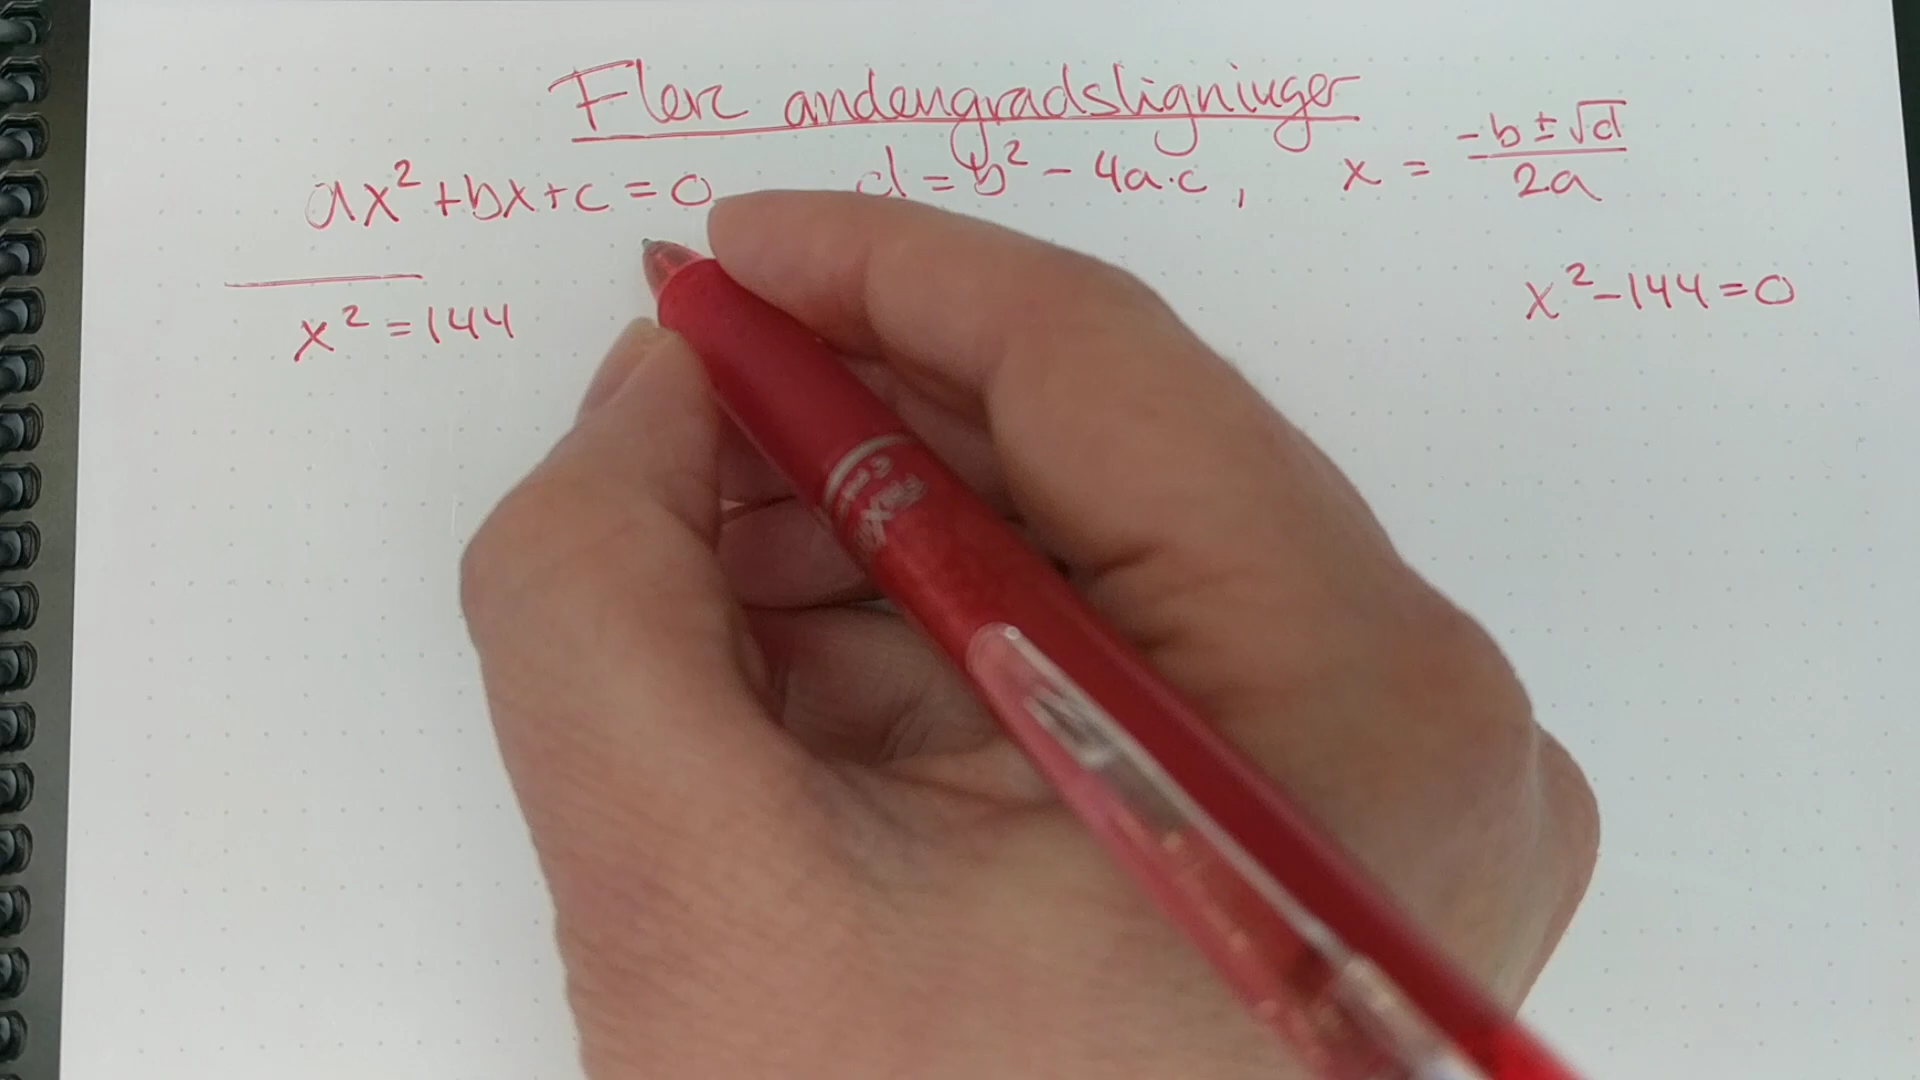 Flere andengradsligninger
ax² + bx + c = 0 d = b² - 4a·c , x = (-b ± √d) / 2a
x² = 144 x² - 144 = 0